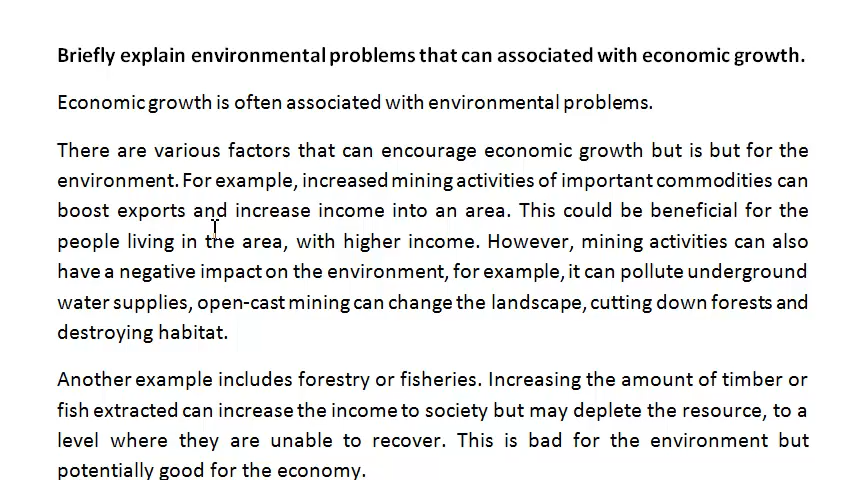 Briefly explain environmental problems that can associated with economic growth.
Economic growth is often associated with environmental problems.
There are various factors that can encourage economic growth but is but for the
environment. For example, increased mining activities of important commodities can
boost exports and increase income into an area. This could be beneficial for the
people living in the area, with higher income. However, mining activities can also
have a negative impact on the environment, for example, it can pollute underground
water supplies, open-cast mining can change the landscape, cutting down forests and
destroying habitat.
Another example includes forestry or fisheries. Increasing the amount of timber or
fish extracted can increase the income to society but may deplete the resource, to a
level where they are unable to recover. This is bad for the environment but
potentially good for the economy.